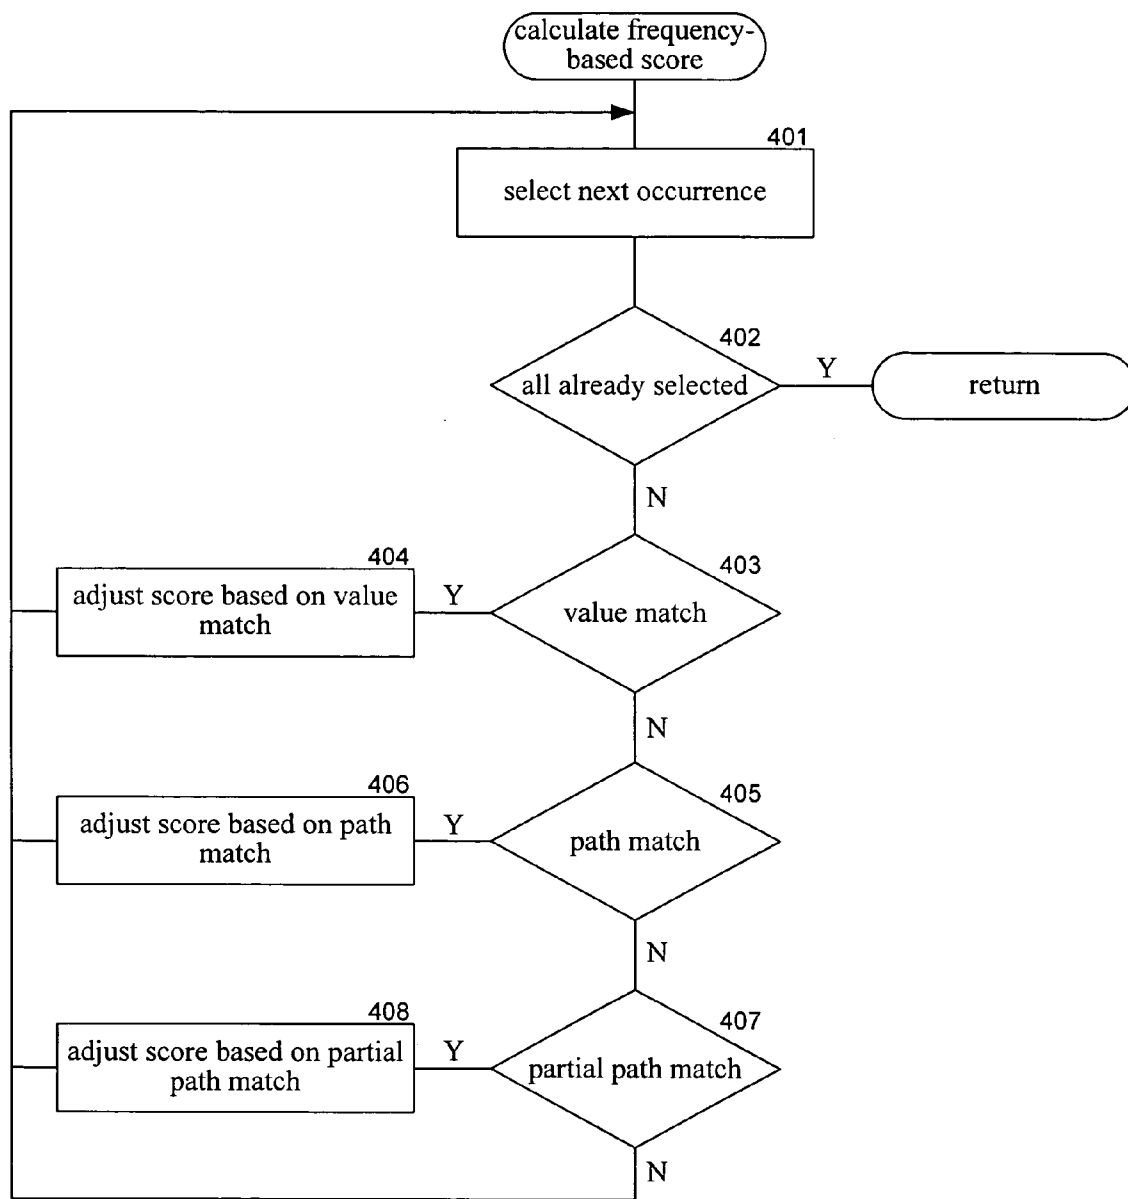 calculate frequency-
based score
401
select next occurrence
402
all already selected
Y
return
N
404
403
adjust score based on value
match
Y
value match
N
406
405
adjust score based on path
match
Y
path match
N
408
407
adjust score based on partial
path match
Y
partial path match
N